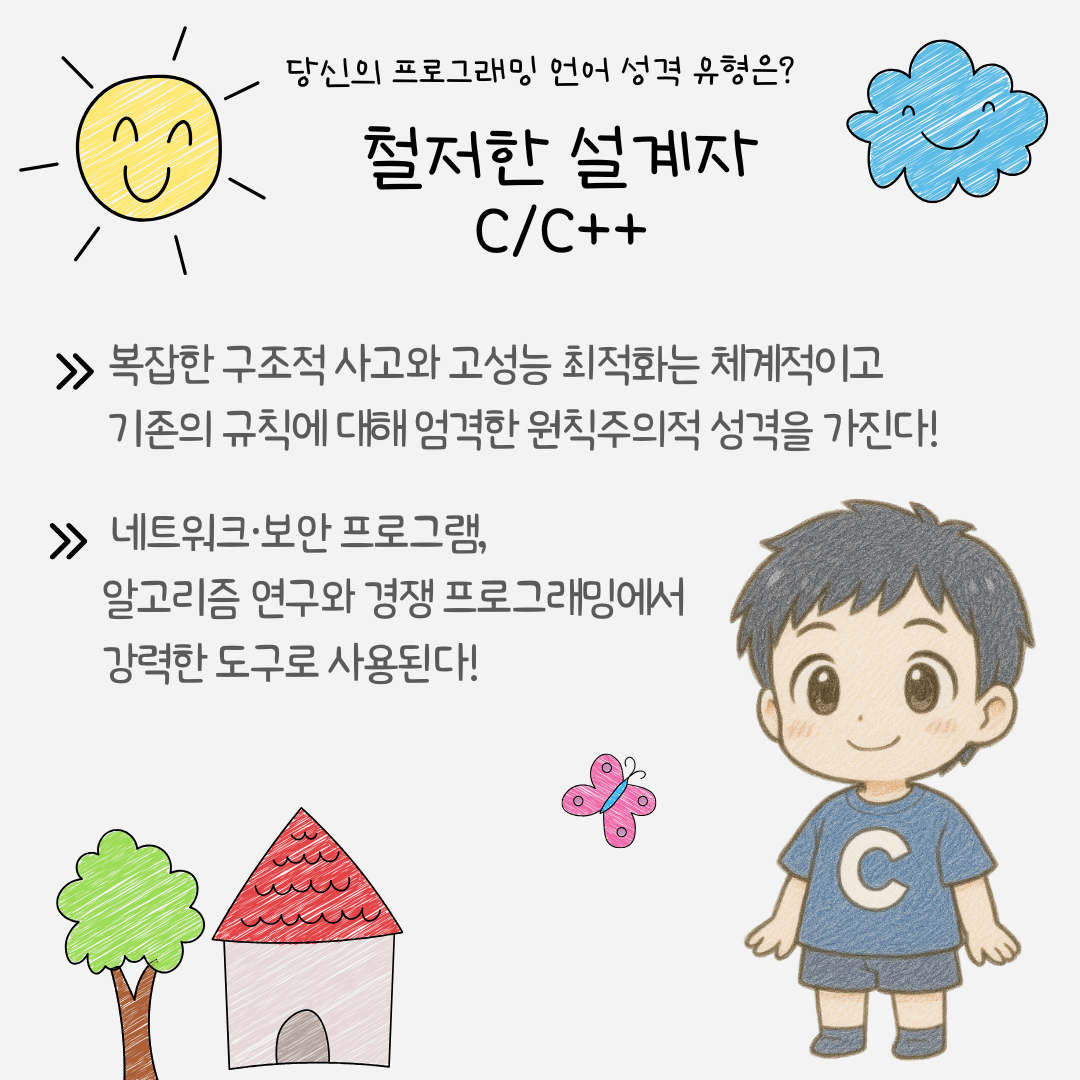 당신의 프로그래밍 언어 성격 유형은?
철저한 설계자
C/C++
복잡한 구조적 사고와 고성능 최적화는 체계적이고
기존의 규칙에 대해 엄격한 원칙주의적 성격을 가진다!
네트워크·보안 프로그램,
알고리즘 연구와 경쟁 프로그래밍에서
강력한 도구로 사용된다!
C